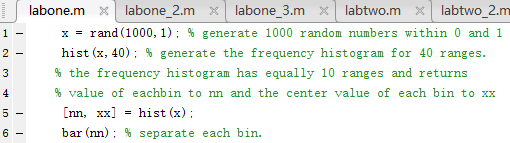 labone.m × labone_2.m × labone_3.m × labtwo.m × labtwo_2.m
1 – x = rand(1000,1); % generate 1000 random numbers within 0 and 1
2 – hist(x,40); % generate the frequency histogram for 40 ranges.
3 % the frequency histogram has equally 10 ranges and returns
4 % value of eachbin to nn and the center value of each bin to xx
5 – [nn, xx] = hist(x);
6 – bar(nn); % separate each bin.